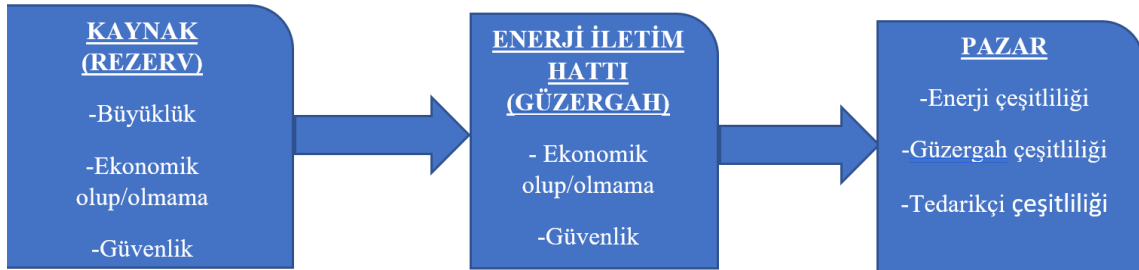 KAYNAK
(REZERV)
-Büyüklük
-Ekonomik
olup/olmama
-Güvenlik
ENERJİ İLETİM
HATTI
(GÜZERGAH)
- Ekonomik
olup/olmama
-Güvenlik
PAZAR
-Enerji çeşitliliği
-Güzergah çeşitliliği
-Tedarikçi çeşitliliği